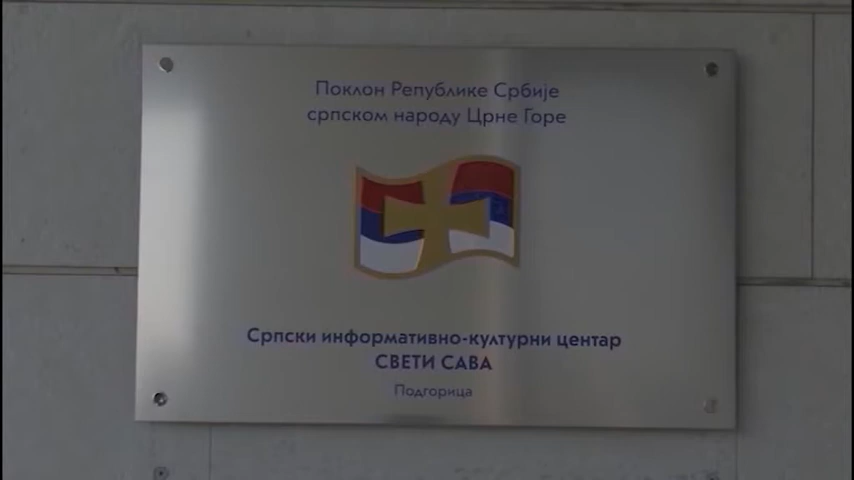 Поклон Републике Србије
српском народу Црне Горе
Српски информативно-културни центар
СВЕТИ САВА
Подгорица